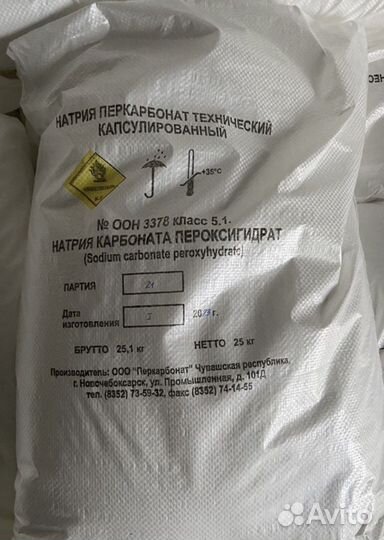 НАТРИЯ ПЕРКАРБОНАТ ТЕХНИЧЕСКИЙ
КАПСУЛИРОВАННЫЙ
+35°С
№ ООН 3378 класс 5.1.
НАТРИЯ КАРБОНАТА ПЕРОКСИГИДРАТ
(Sodium carbonate peroxyhydrate)
ПАРТИЯ 21
Дата
изготовления I 20 г.
БРУТТО 25,1 кг НЕТТО 25 кг
Производитель: ООО "Перкарбонат" Чувашская республика,
г. Новочебоксарск, ул. Промышленная, д. 101Д
тел. (8352) 73-59-32, факс (8352) 74-14-55
Avito